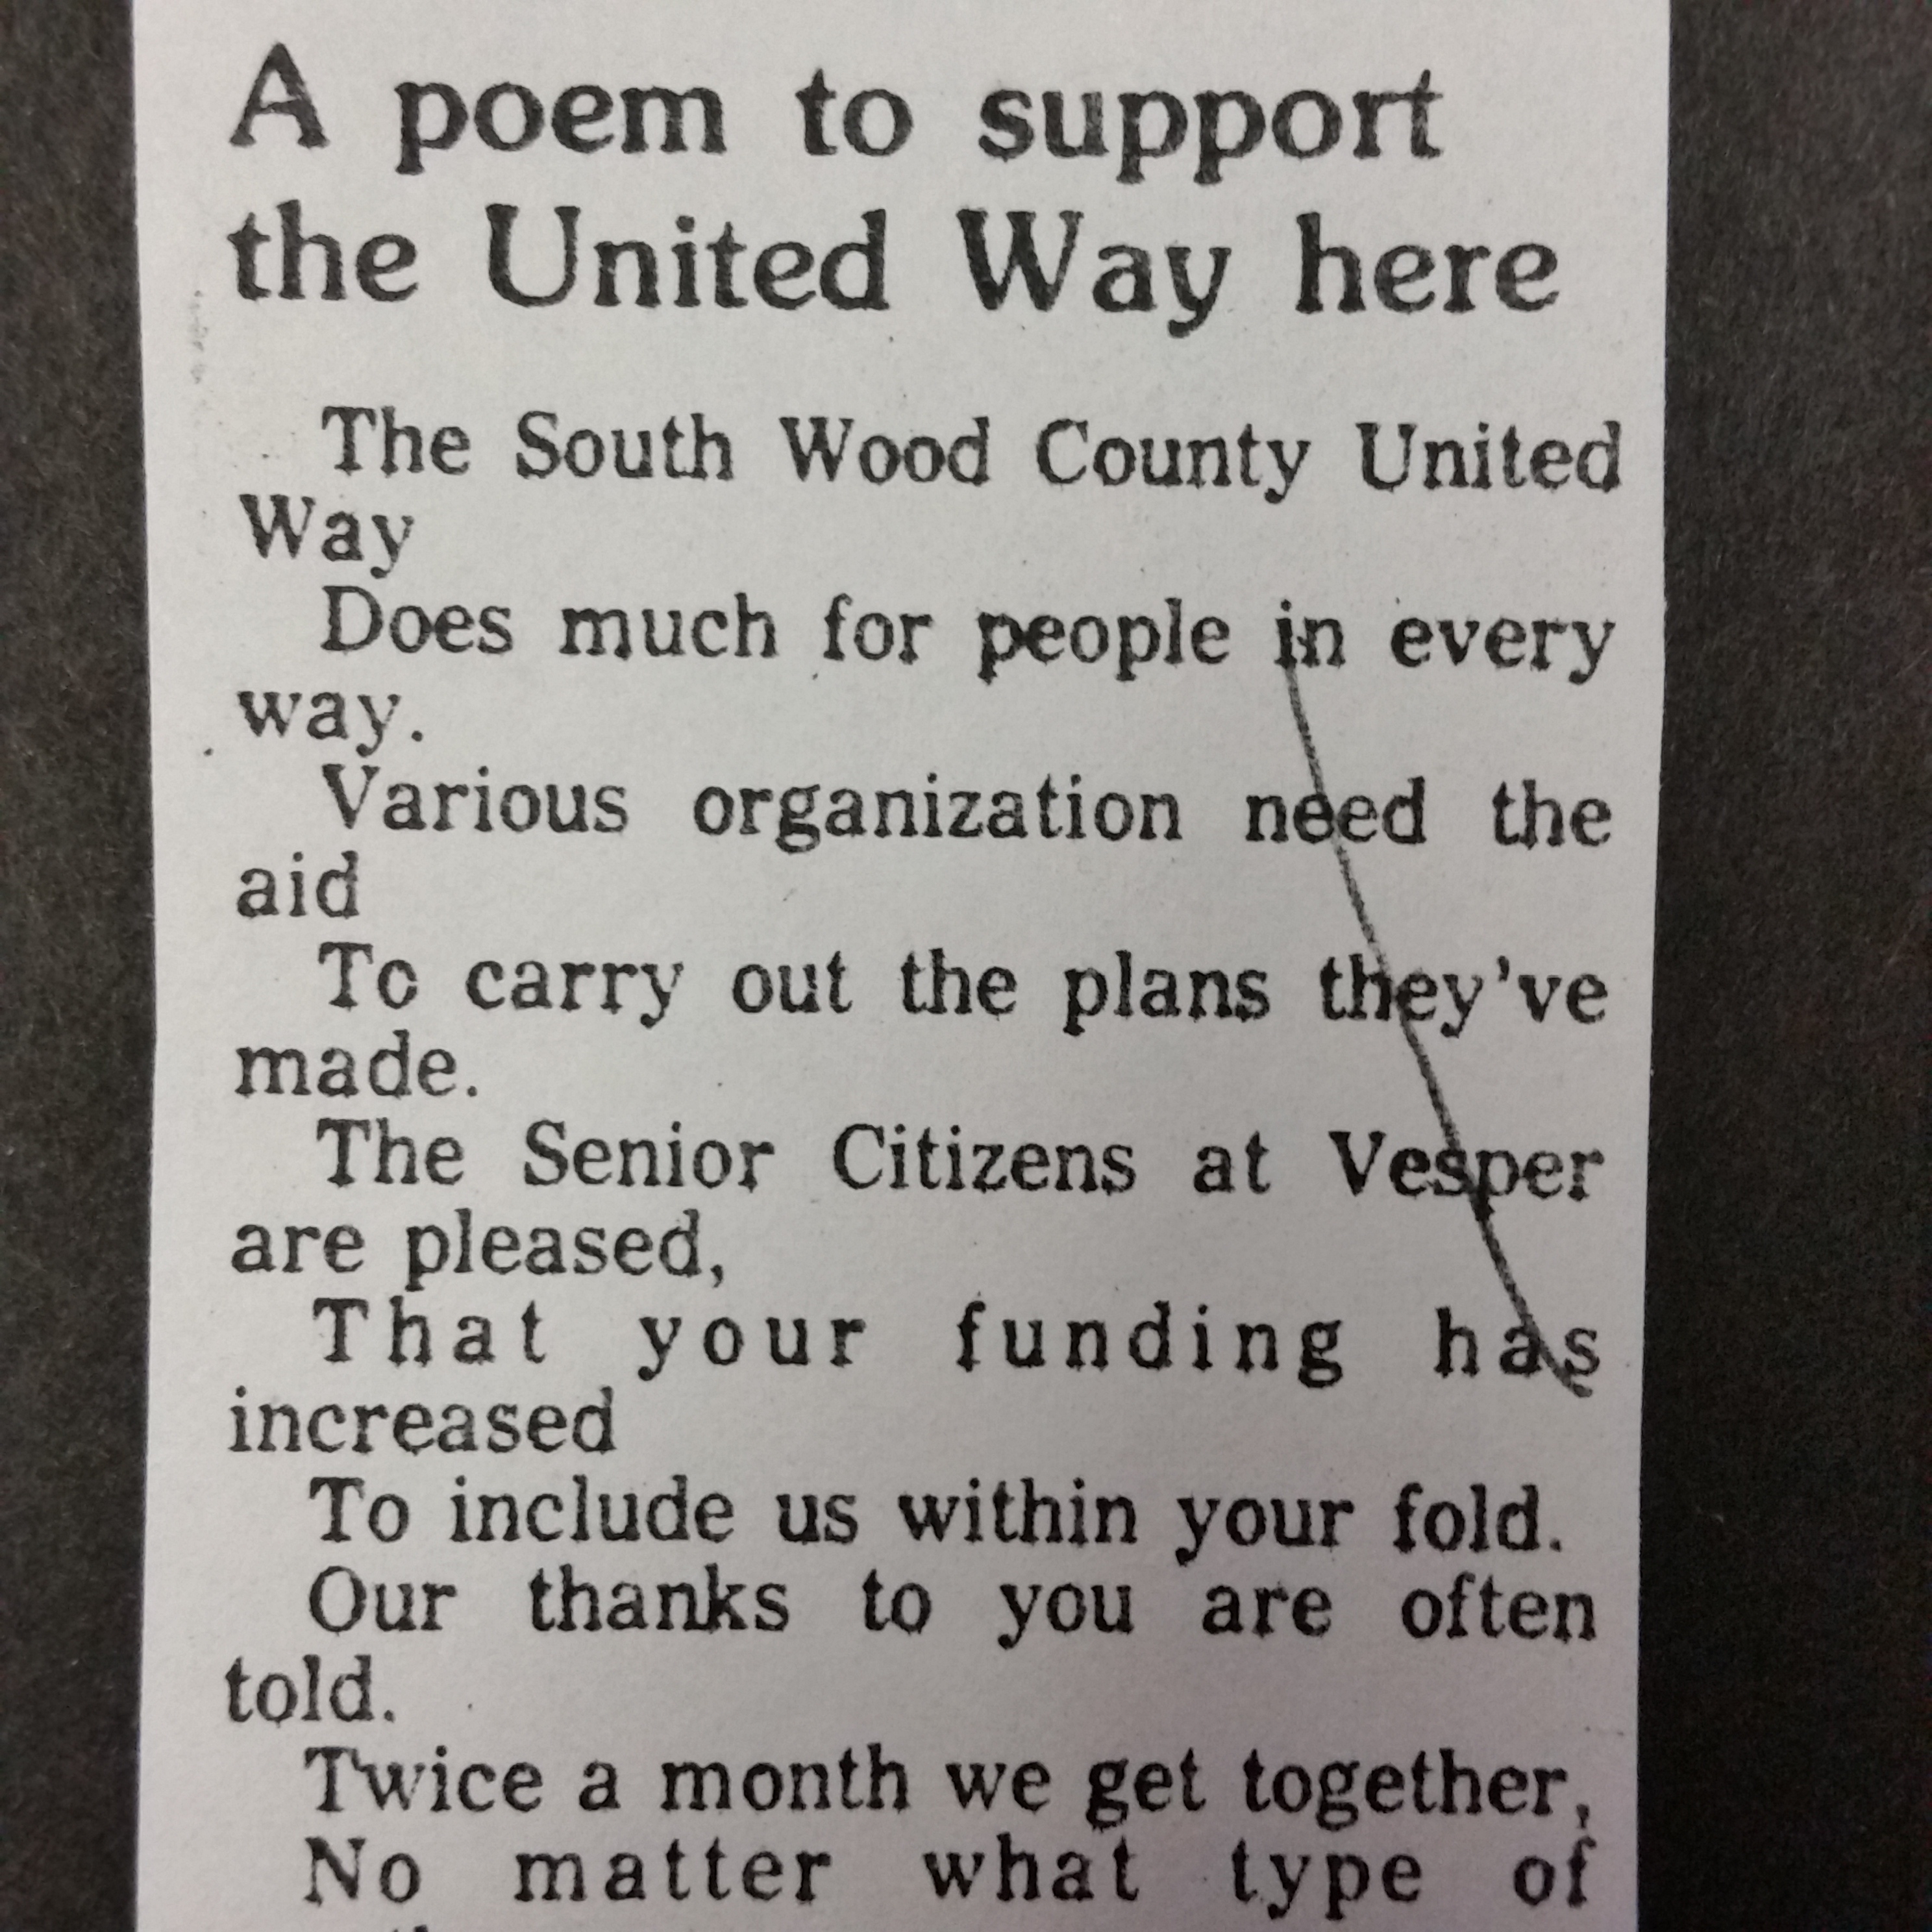 A poem to support
the United Way here
The South Wood County United
Way
Does much for people in every
way.
Various organization need the
aid
To carry out the plans they've
made.
The Senior Citizens at Vesper
are pleased,
That your funding has
increased
To include us within your fold.
Our thanks to you are often
told.
Twice a month we get together,
No matter what type of